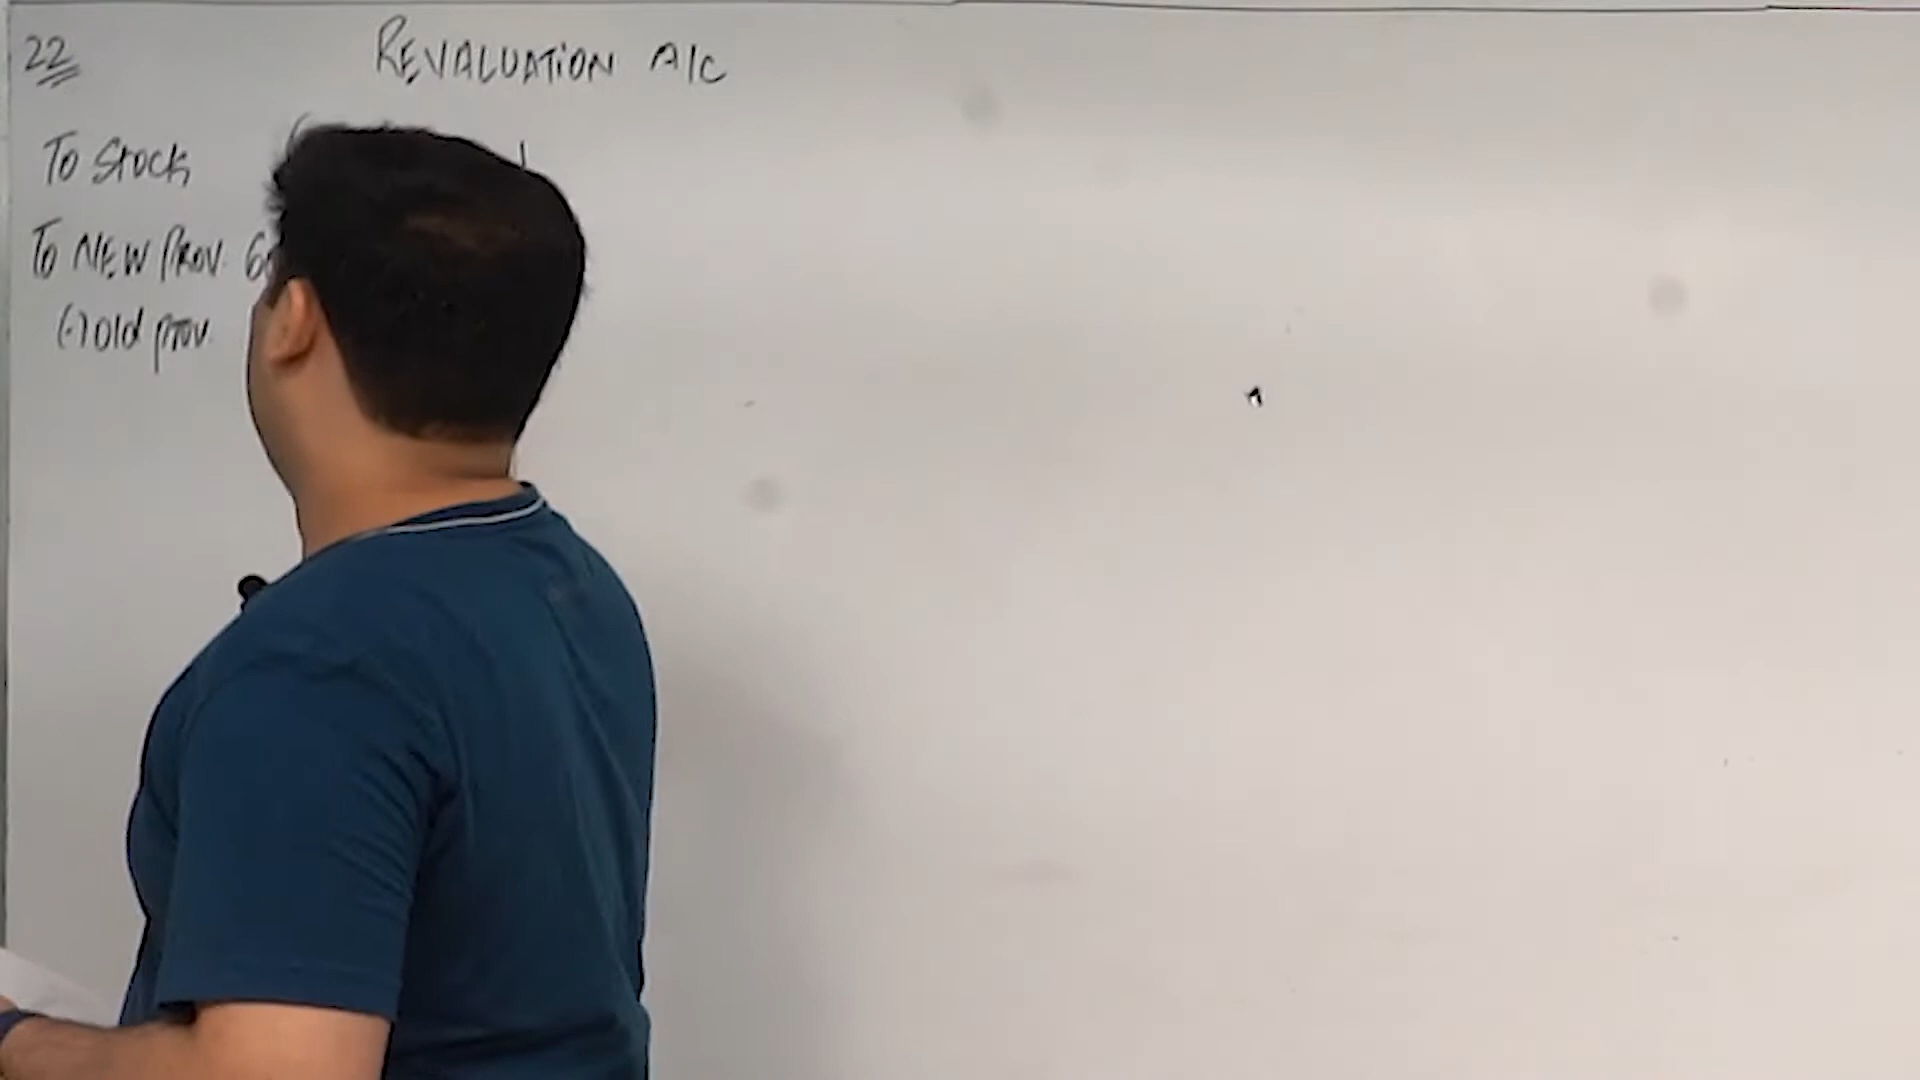 22
REVALUATION A/C
To Stock
To NEW Prov.
(-) old prov.